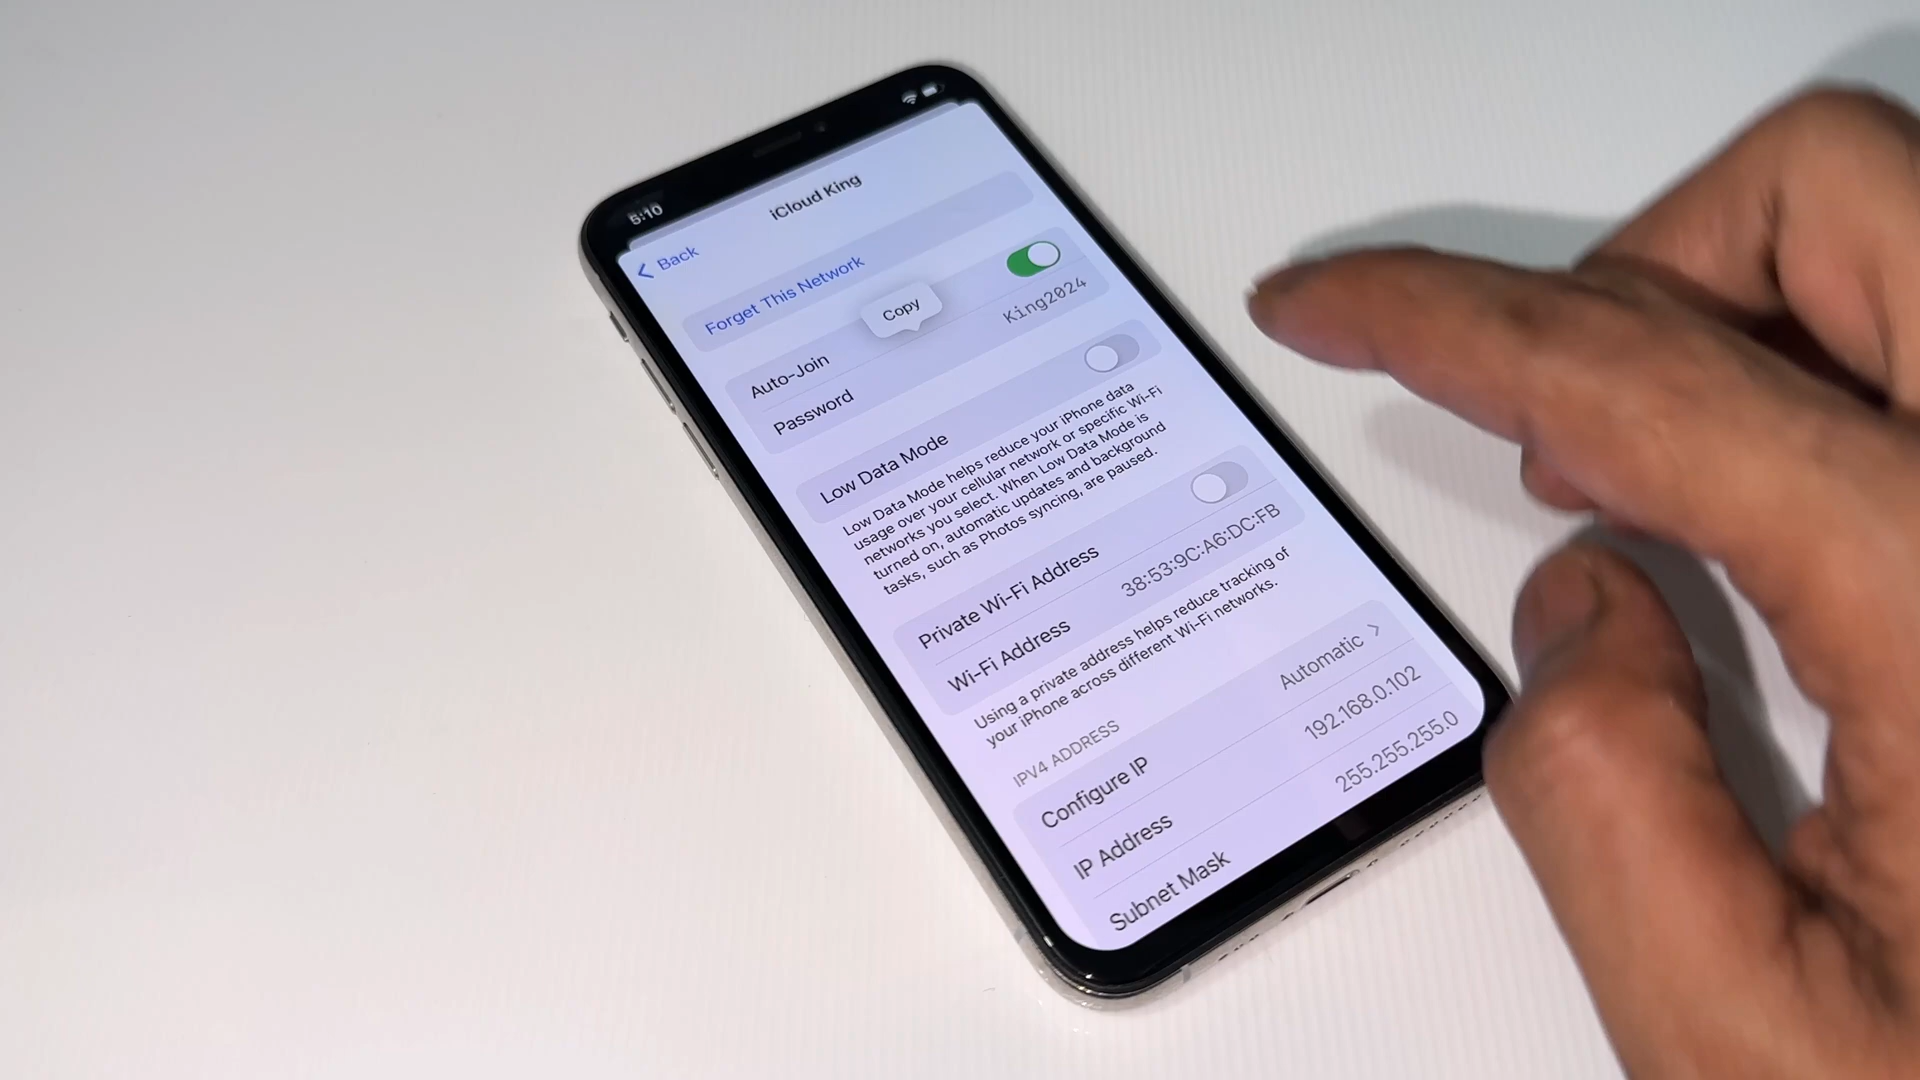 5:10
iCloud King
Back
Forget This Network
Copy
Auto-Join
Password King2024
Low Data Mode
Low Data Mode helps reduce your iPhone data
usage over your cellular network or specific Wi-Fi
networks you select. When Low Data Mode is
turned on, automatic updates and background
tasks, such as Photos syncing, are paused.
Private Wi-Fi Address
Wi-Fi Address 38:53:9C:A6:DC:FB
Using a private address helps reduce tracking of
your iPhone across different Wi-Fi networks.
IPV4 ADDRESS
Configure IP Automatic
IP Address 192.168.0.102
Subnet Mask 255.255.255.0